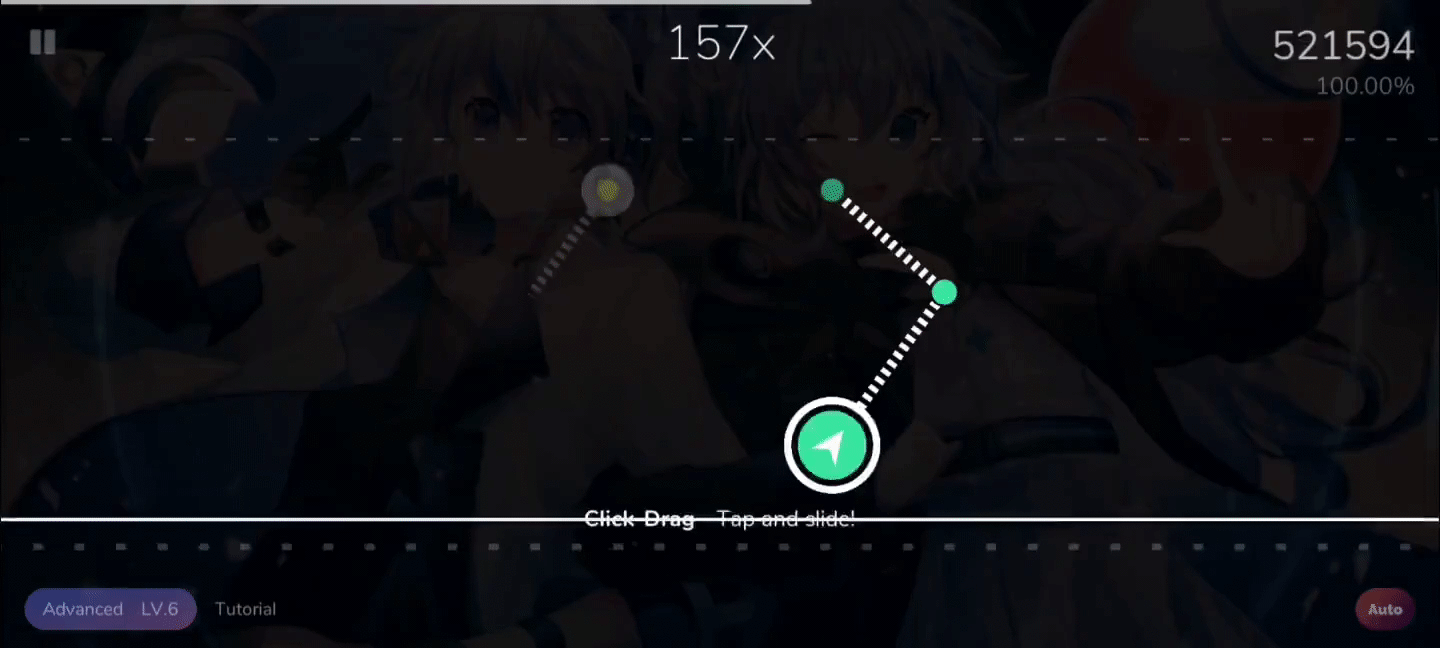 157x
521594
100.00%
Click-Drag - Tap and slide!
Advanced LV.6 Tutorial
Auto